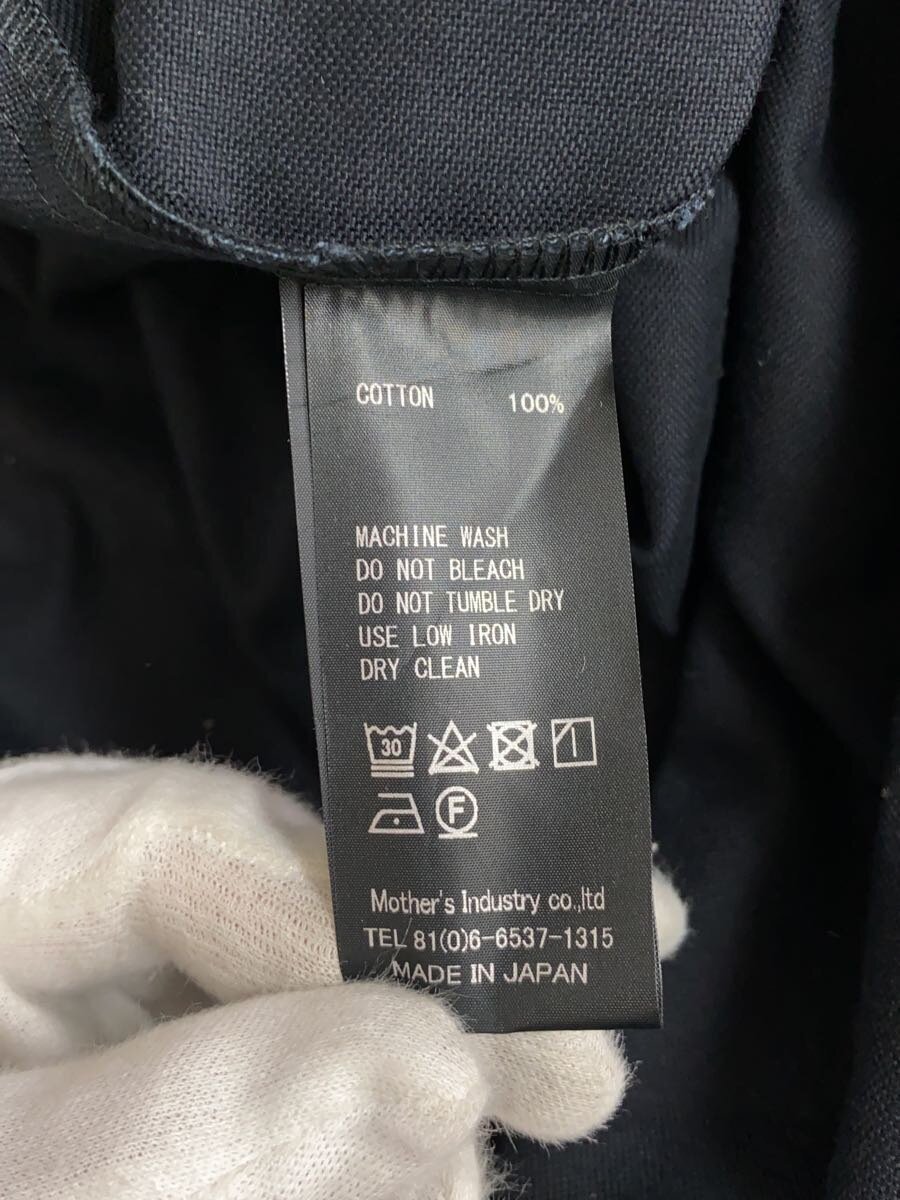 COTTON 100%
MACHINE WASH
DO NOT BLEACH
DO NOT TUMBLE DRY
USE LOW IRON
DRY CLEAN
30
F
Mother's Industry co.,ltd
TEL 81(0)6-6537-1315
MADE IN JAPAN